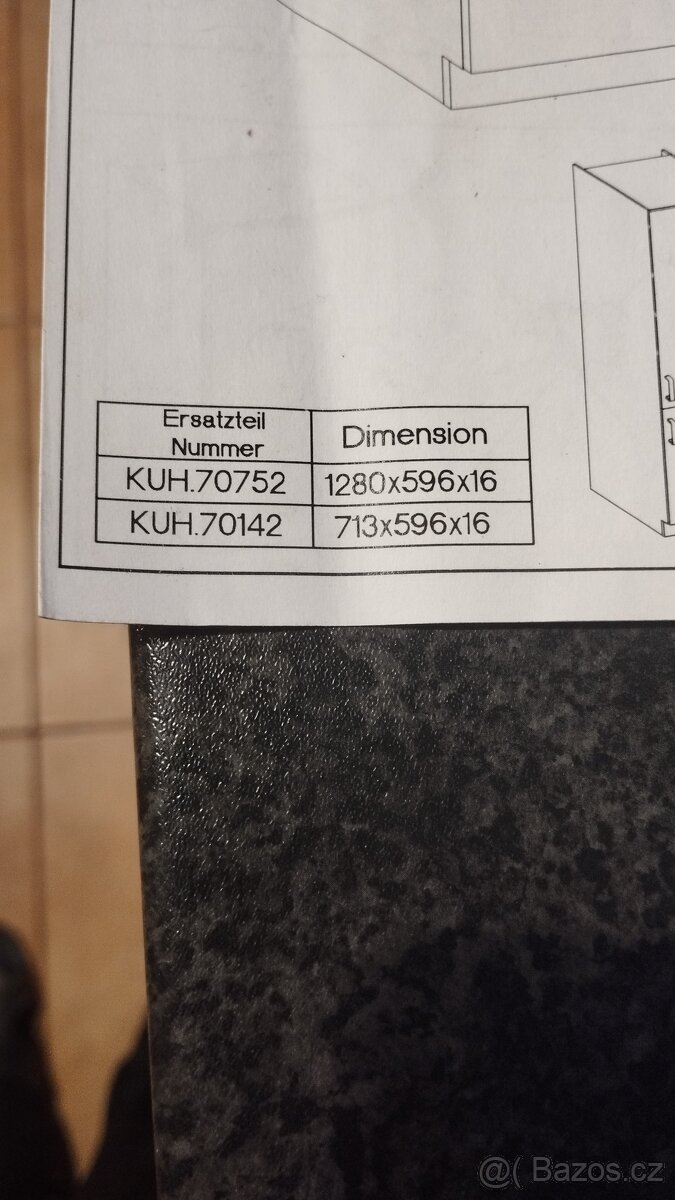 Ersatzteil
Nummer
Dimension
KUH.70752 1280x596x16
KUH.70142 713x596x16
@( Bazos.cz